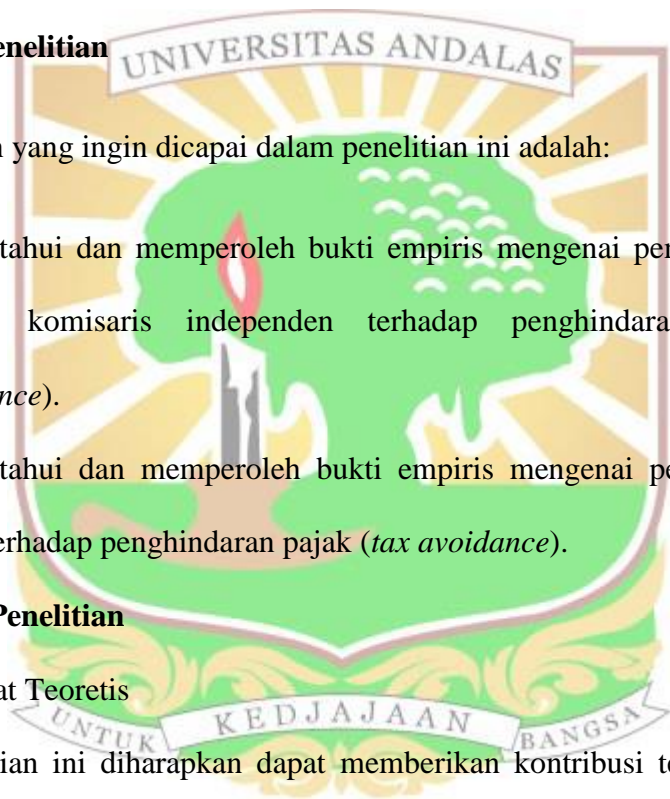 enelitian
UNIVERSITAS ANDALAS
yang ingin dicapai dalam penelitian ini adalah:
tahui dan memperoleh bukti empiris mengenai per
komisaris independen terhadap penghindara
nce).
tahui dan memperoleh bukti empiris mengenai pe
erhadap penghindaran pajak (tax avoidance).
Penelitian
at Teoretis
UNTUK KEDJAJAAN BANGSA
ian ini diharapkan dapat memberikan kontribusi te